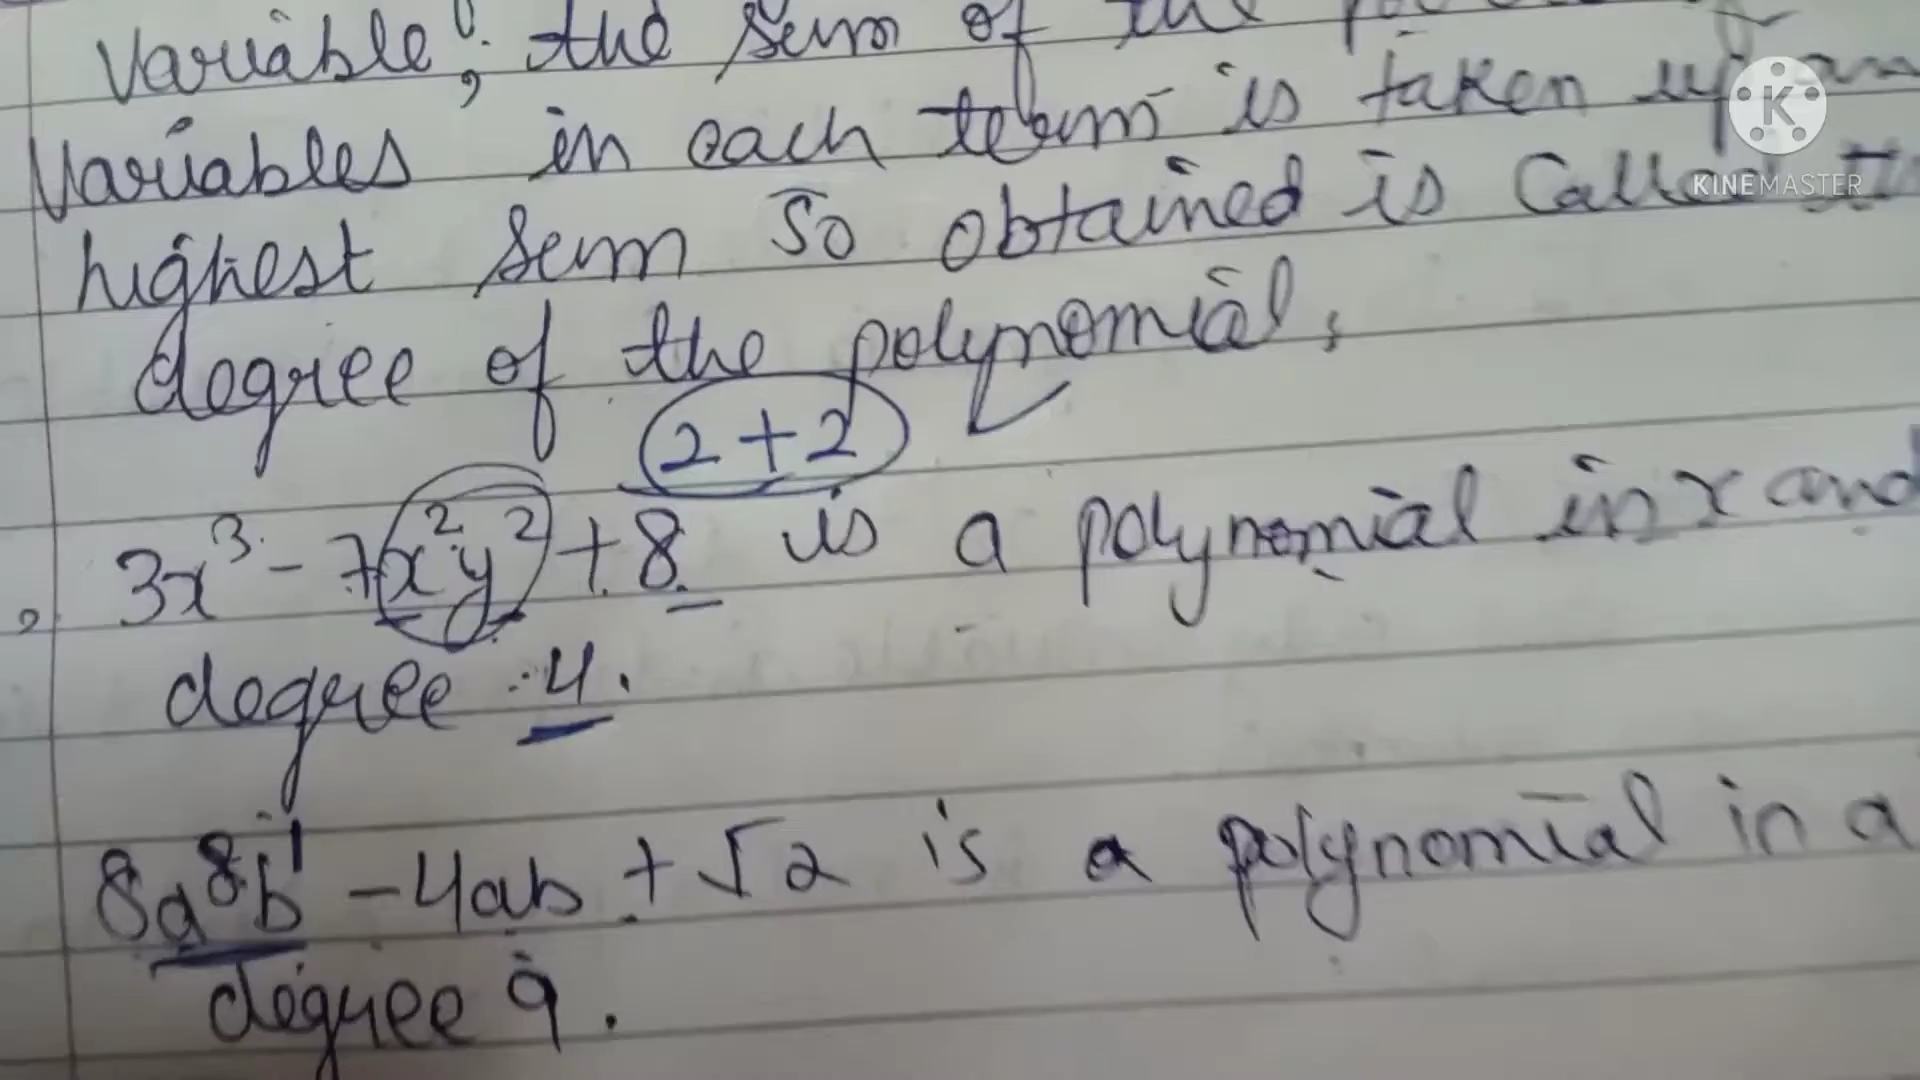 variable, the sum of the
variables in each term is taken up an
highest sum so obtained is called
degree of the polynomial.
2+2
3x³ - 7x²y² + 8 is a polynomial in x and
degree 4.
8a⁸b¹ - 4ab + √2 is a polynomial in a
degree 9.
K
KINEMASTER